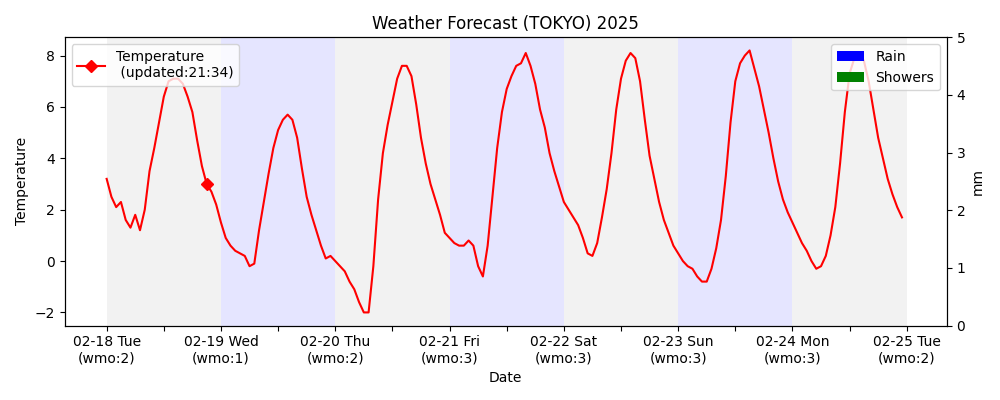 Weather Forecast (TOKYO) 2025
Temperature
(updated:21:34)
Rain
Showers
8
6
4
2
0
−2
Temperature
5
4
3
2
1
0
mm
02-18 Tue 02-19 Wed 02-20 Thu 02-21 Fri 02-22 Sat 02-23 Sun 02-24 Mon 02-25 Tue
(wmo:2) (wmo:1) (wmo:2) (wmo:3) (wmo:3) (wmo:3) (wmo:3) (wmo:2)
Date